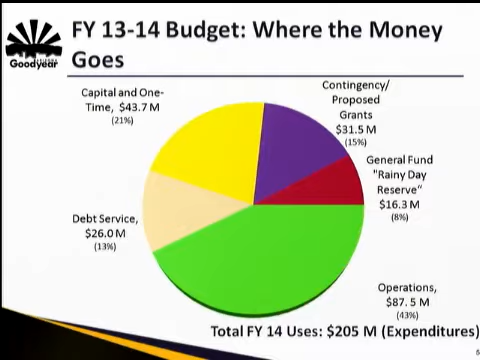 FY 13-14 Budget: Where the Money
Goes
Goodyear
Capital and One-
Time, $43.7 M
(21%)
Contingency/
Proposed
Grants
$31.5 M
(15%)
General Fund
"Rainy Day
Reserve"
$16.3 M
(8%)
Debt Service,
$26.0 M
(13%)
Operations,
$87.5 M
(43%)
Total FY 14 Uses: $205 M (Expenditures)
5